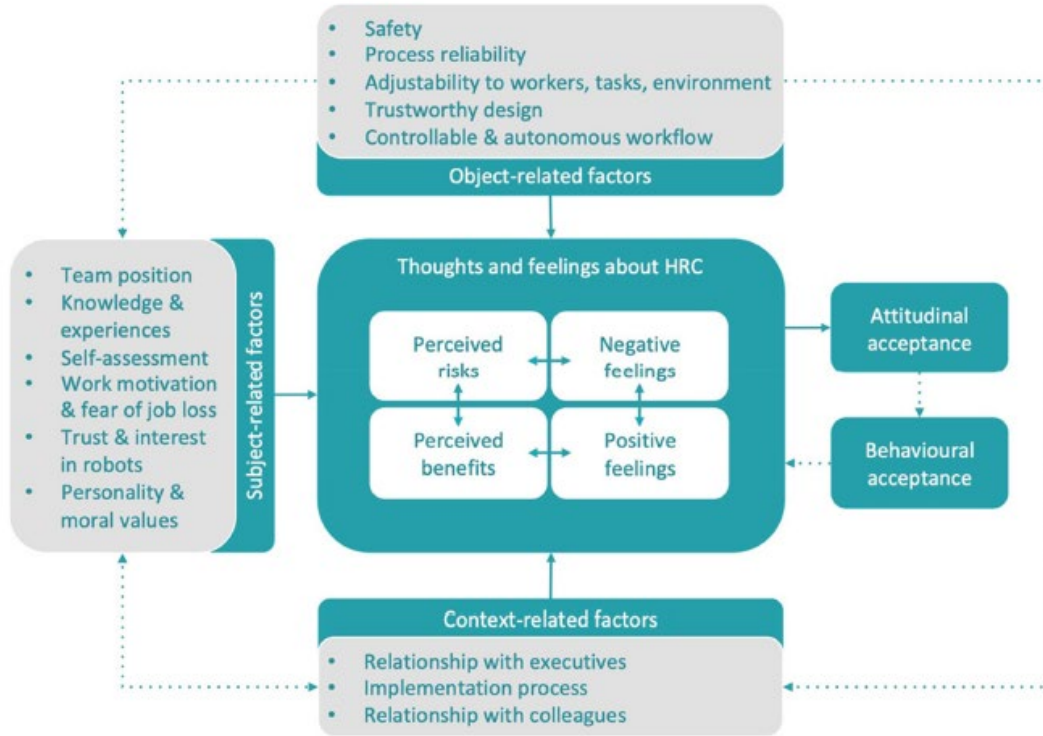 • Safety
• Process reliability
• Adjustability to workers, tasks, environment
• Trustworthy design
• Controllable & autonomous workflow
Object-related factors
• Team position
• Knowledge &
experiences
• Self-assessment
• Work motivation
& fear of job loss
• Trust & interest
in robots
• Personality &
moral values
Subject-related factors
Thoughts and feelings about HRC
Perceived
risks
Negative
feelings
Perceived
benefits
Positive
feelings
Attitudinal
acceptance
Behavioural
acceptance
Context-related factors
• Relationship with executives
• Implementation process
• Relationship with colleagues